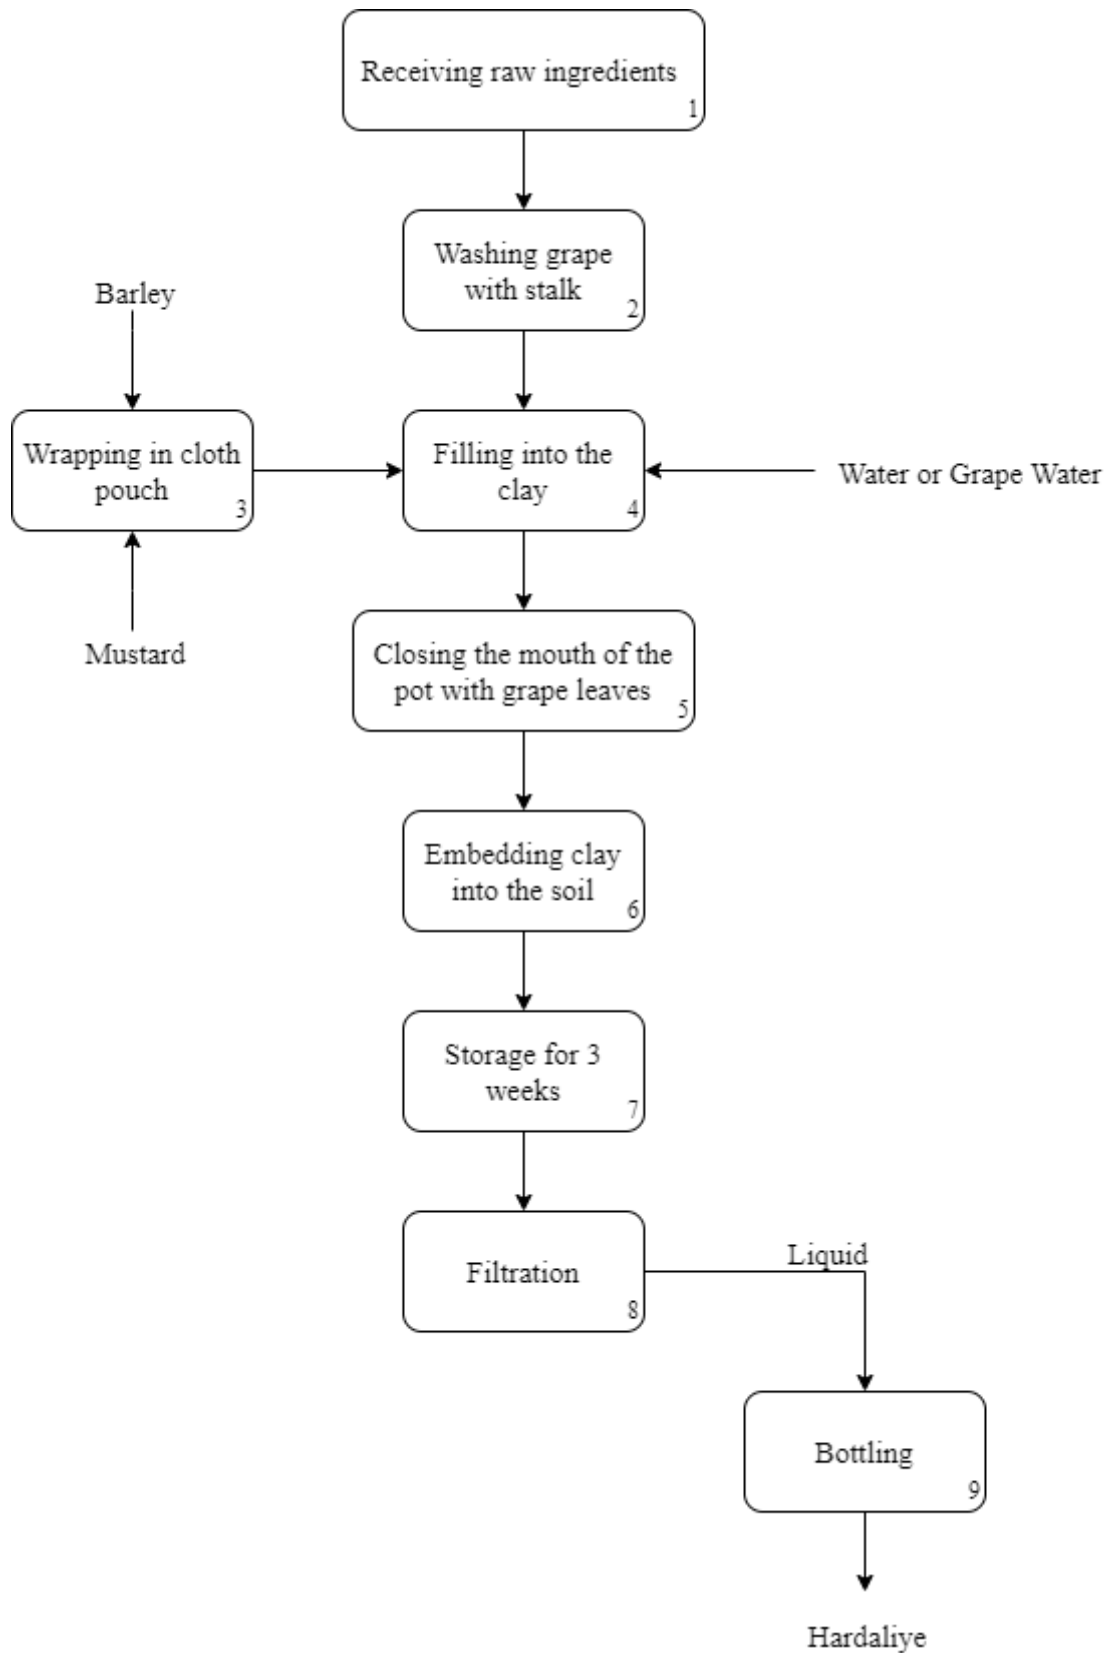 Receiving raw ingredients
1
Washing grape
with stalk
2
Barley
Wrapping in cloth
pouch
3
Mustard
Filling into the
clay
4
Water or Grape Water
Closing the mouth of the
pot with grape leaves
5
Embedding clay
into the soil
6
Storage for 3
weeks
7
Filtration
8
Liquid
Bottling
9
Hardaliye